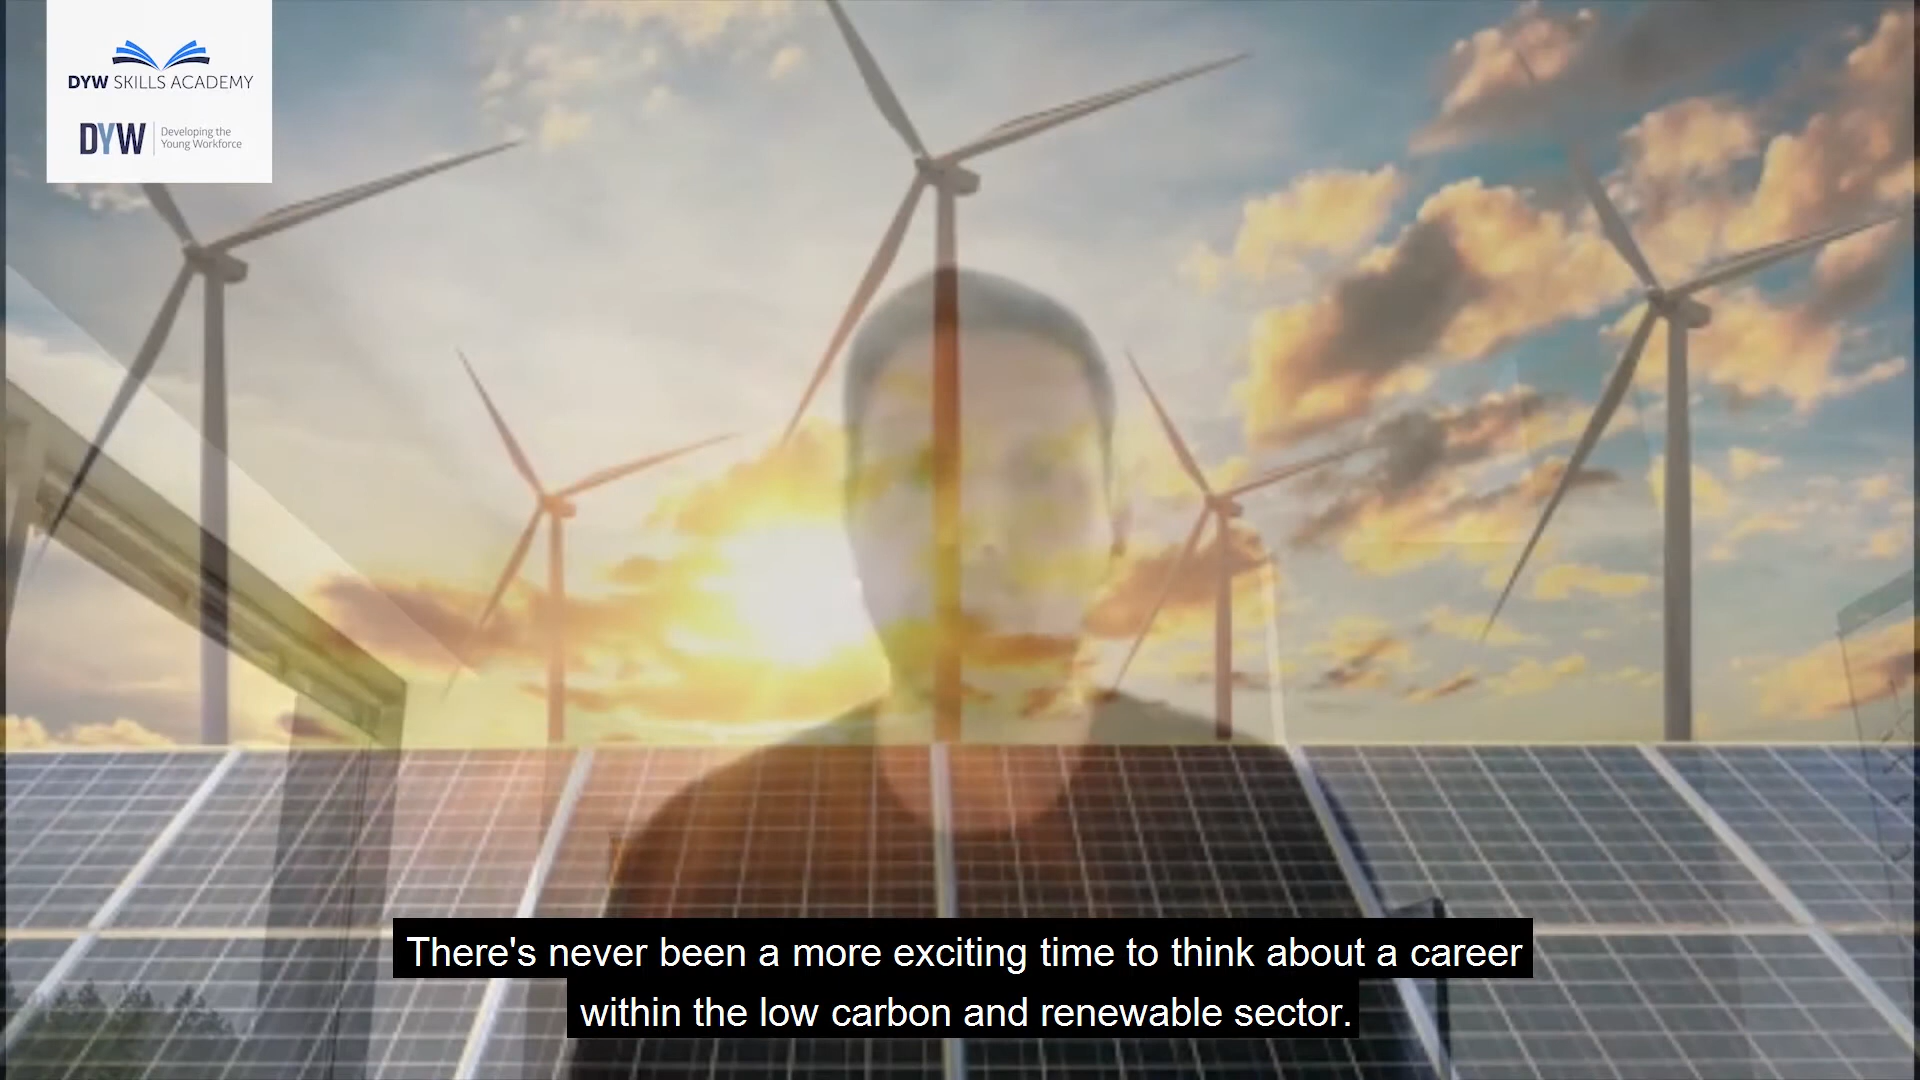 DYW SKILLS ACADEMY
DYW
Developing the
Young Workforce
There's never been a more exciting time to think about a career
within the low carbon and renewable sector.